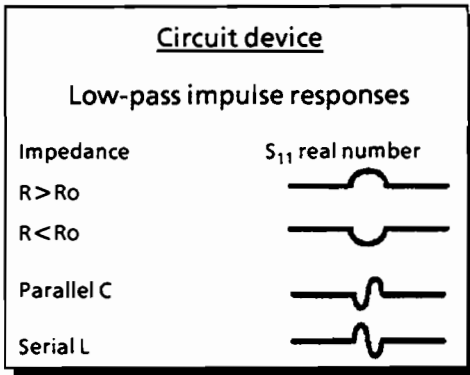 Circuit device
Low-pass impulse responses
Impedance S₁₁ real number
R>Ro
R<Ro
Parallel C
Serial L